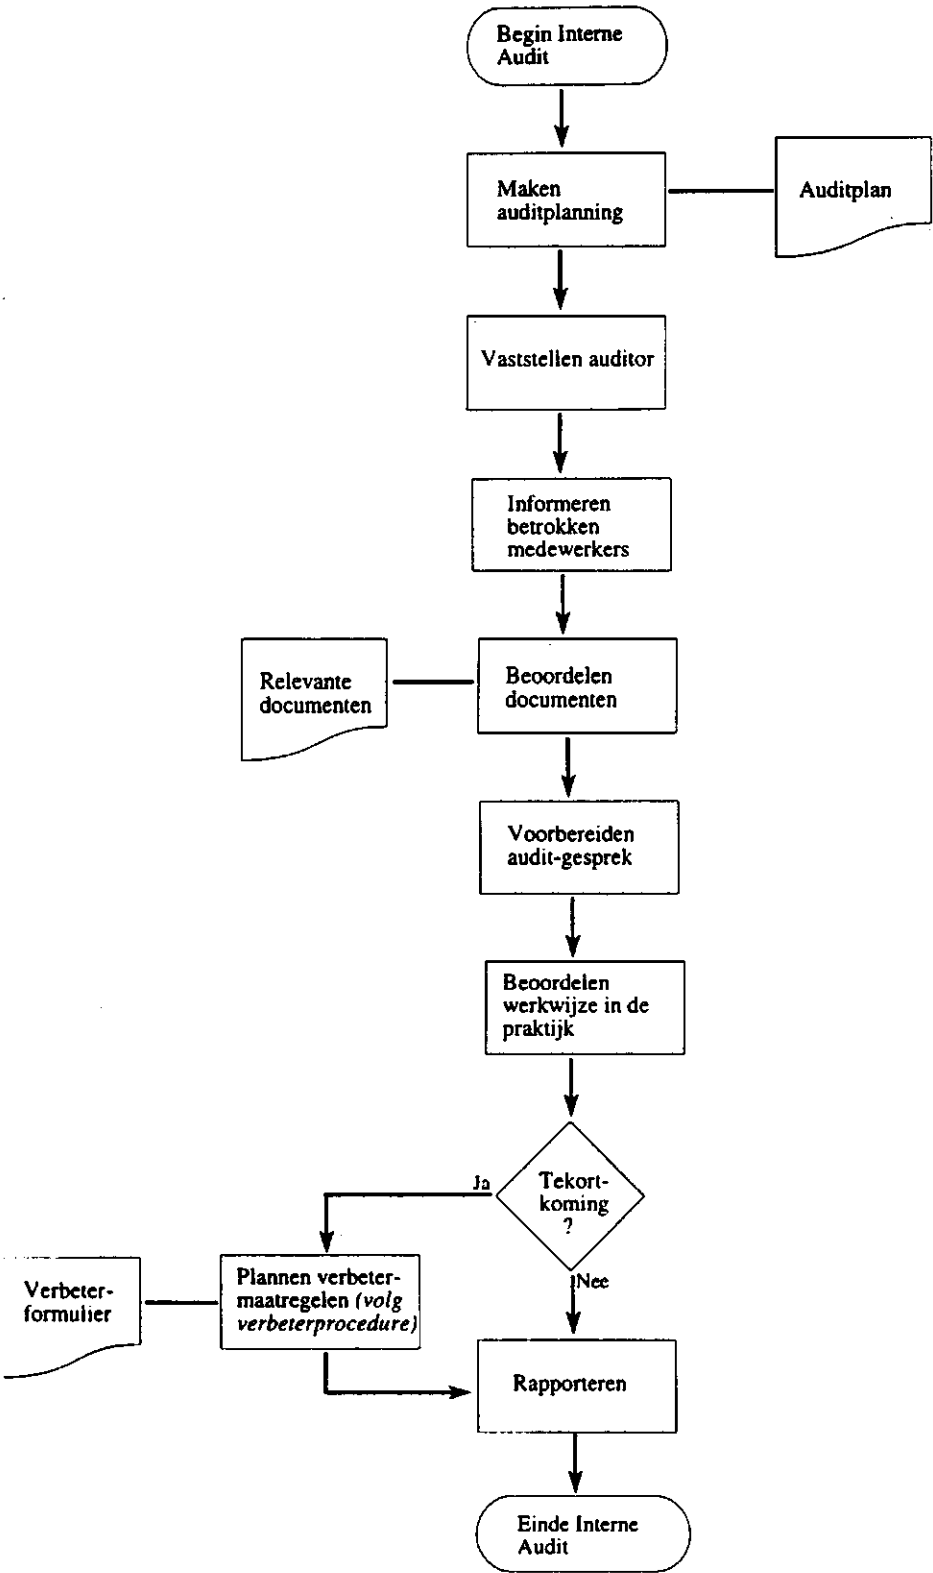 Begin Interne
Audit
Maken
auditplanning
Auditplan
Vaststellen auditor
Informeren
betrokken
medewerkers
Relevante
documenten
Beoordelen
documenten
Voorbereiden
audit-gesprek
Beoordelen
werkwijze in de
praktijk
Ja
Tekort-
koming
?
Nee
Verbeter-
formulier
Plannen verbeter-
maatregelen (volg
verbeterprocedure)
Rapporteren
Einde Interne
Audit